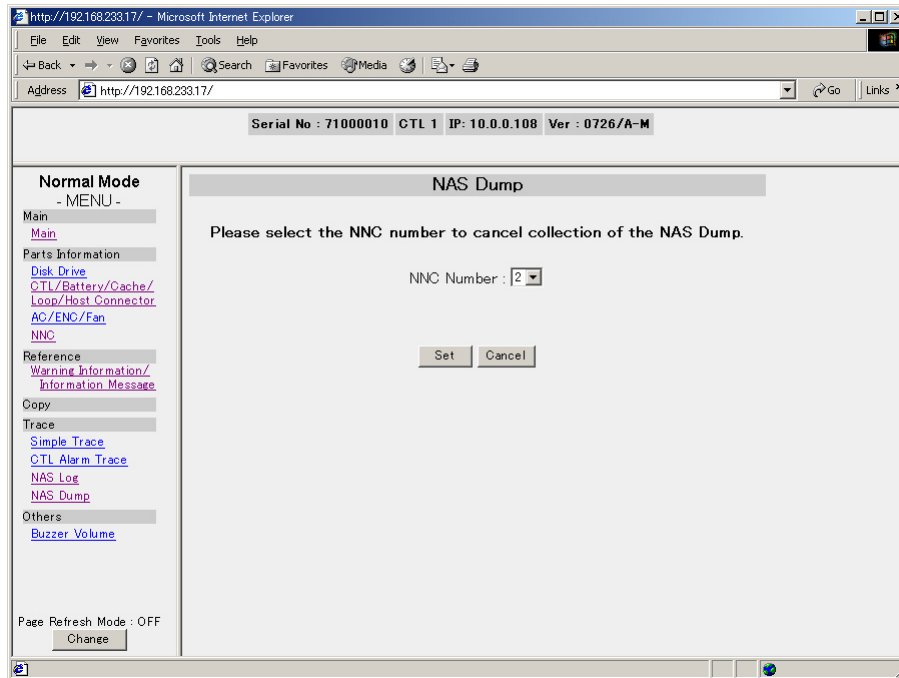 http://192.168.233.17/ - Microsoft Internet Explorer
File Edit View Favorites Tools Help
Back Search Favorites Media
Address http://192.168.233.17/ Go Links
Serial No : 71000010 CTL 1 IP: 10.0.0.108 Ver : 0726/A-M
Normal Mode
- MENU -
Main
Main
Parts Information
Disk Drive
CTL/Battery/Cache/
Loop/Host Connector
AC/ENC/Fan
NNC
Reference
Warning Information/
Information Message
Copy
Trace
Simple Trace
CTL Alarm Trace
NAS Log
NAS Dump
Others
Buzzer Volume
Page Refresh Mode : OFF
Change
NAS Dump
Please select the NNC number to cancel collection of the NAS Dump.
NNC Number : 2
Set Cancel